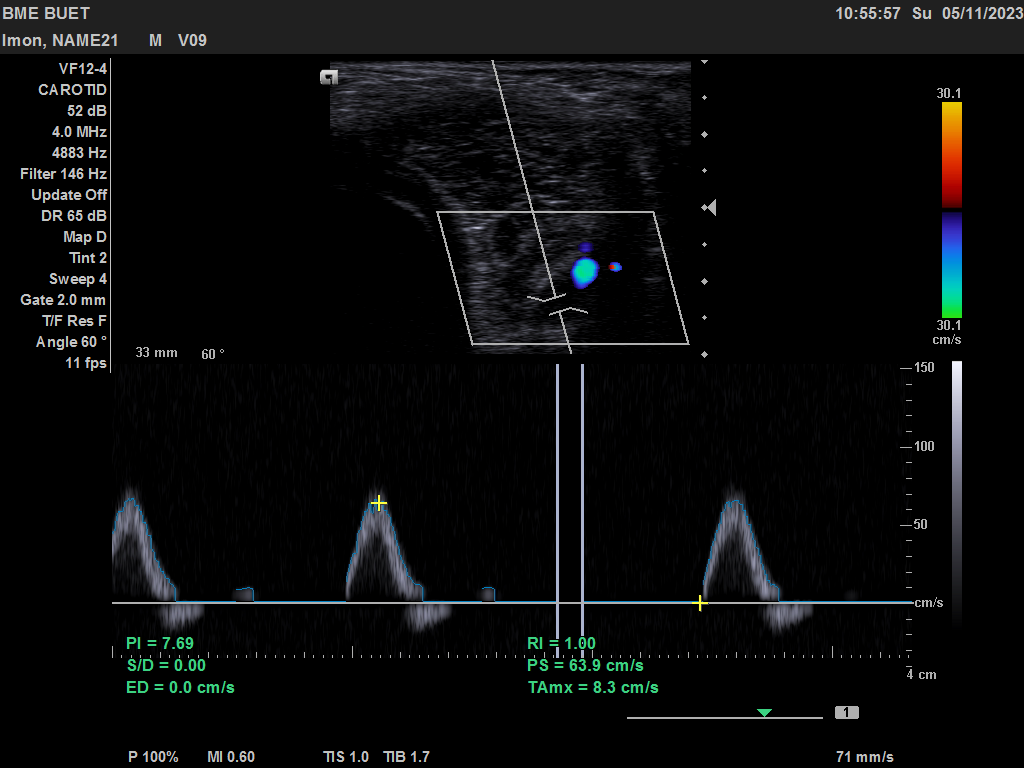 BME BUET 10:55:57 Su 05/11/2023
Imon, NAME21 M V09
VF12-4
CAROTID
52 dB
4.0 MHz
4883 Hz
Filter 146 Hz
Update Off
DR 65 dB
Map D
Tint 2
Sweep 4
Gate 2.0 mm
T/F Res F
Angle 60 °
11 fps
33 mm 60 °
30.1
30.1
cm/s
150
100
50
cm/s
4 cm
PI = 7.69
S/D = 0.00
ED = 0.0 cm/s
RI = 1.00
PS = 63.9 cm/s
TAmx = 8.3 cm/s
1
P 100% MI 0.60 TIS 1.0 TIB 1.7 71 mm/s